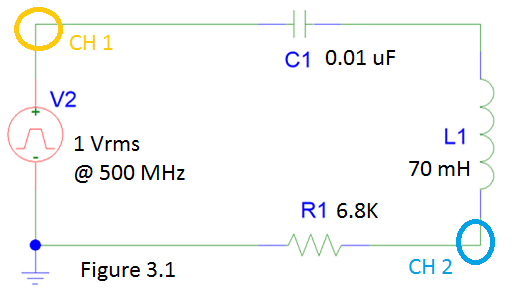 CH 1
C1 0.01 uF
V2
1 Vrms
@ 500 MHz
L1
70 mH
R1 6.8K
CH 2
Figure 3.1